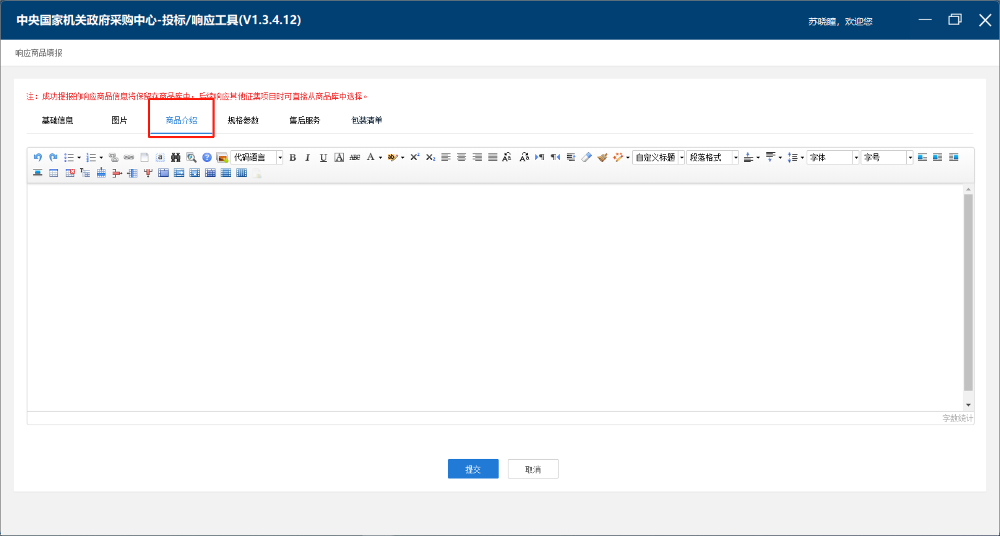 中央国家机关政府采购中心-投标/响应工具(V1.3.4.12)
苏晓瞳，欢迎您
响应商品填报
注：成功提报的响应商品信息将保留在商品库中，后续响应其他征集项目时可直接从商品库中选择。
基础信息 图片 商品介绍 规格参数 售后服务 包装清单
代码语言 B I U A ABC A ab X² X₂ 自定义标题 段落格式 字体 字号
字数统计
提交 取消